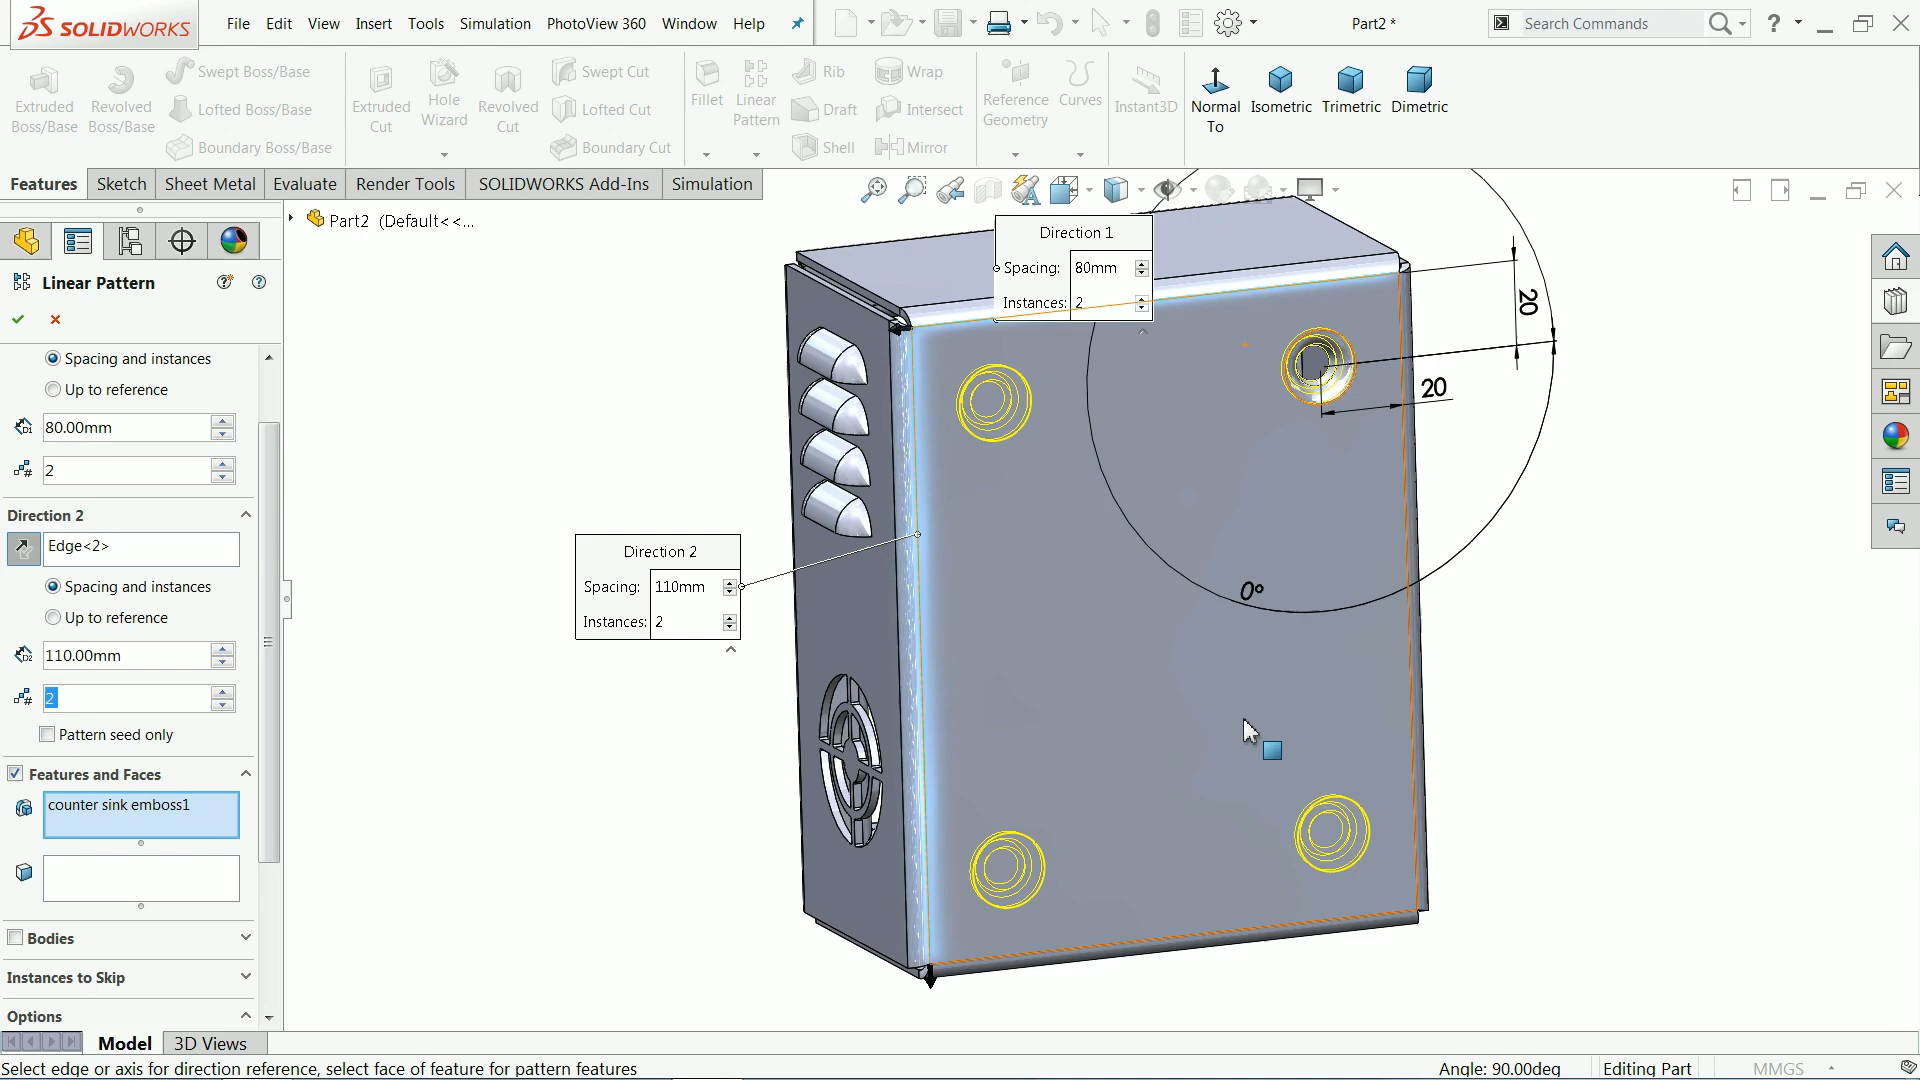 SOLIDWORKS
File Edit View Insert Tools Simulation PhotoView 360 Window Help
Part2 *
Search Commands
?
Extruded Boss/Base
Revolved Boss/Base
Swept Boss/Base
Lofted Boss/Base
Boundary Boss/Base
Extruded Cut
Hole Wizard
Revolved Cut
Swept Cut
Lofted Cut
Boundary Cut
Fillet
Linear Pattern
Rib
Draft
Shell
Wrap
Intersect
Mirror
Reference Geometry
Curves
Instant3D
Normal To
Isometric
Trimetric
Dimetric
Features Sketch Sheet Metal Evaluate Render Tools SOLIDWORKS Add-Ins Simulation
Part2 (Default<<...
Linear Pattern
Spacing and instances
Up to reference
80.00mm
2
Direction 2
Edge<2>
Spacing and instances
Up to reference
110.00mm
2
Pattern seed only
Features and Faces
counter sink emboss1
Bodies
Instances to Skip
Options
Direction 1
Spacing: 80mm
Instances: 2
Direction 2
Spacing: 110mm
Instances: 2
20
20
0°
Model 3D Views
Select edge or axis for direction reference, select face of feature for pattern features
Angle: 90.00deg Editing Part MMGS